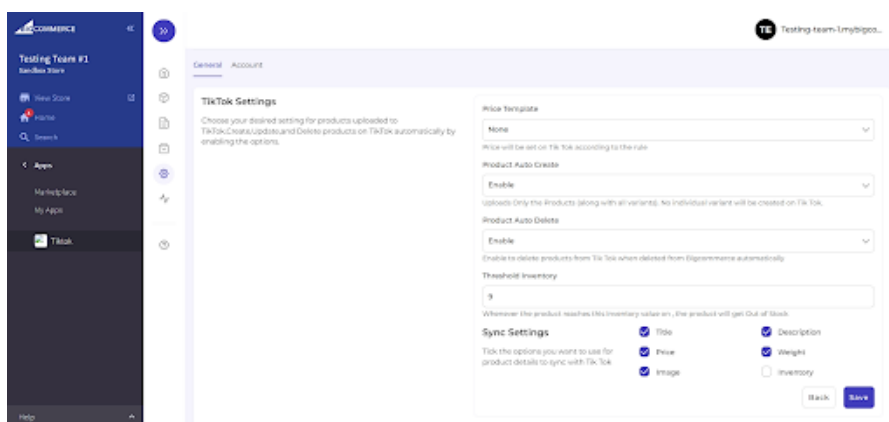 COMMERCE
Testing Team #1
Sandbox Store
View Store
Home
Search
Apps
Marketplace
My Apps
Tiktok
Help
TE
Testing-team-1.mybigco...
General Account
TikTok Settings
Choose your desired setting for products uploaded to
TikTok.Create,Update,and Delete products on TikTok automatically by
enabling the options.
Price Template
None
Price will be set on Tik Tok according to the rule
Product Auto Create
Enable
Uploads Only the Products (along with all variants). No individual variant will be created on Tik Tok.
Product Auto Delete
Enable
Enable to delete products from Tik Tok when deleted from Bigcommerce automatically
Threshold Inventory
9
Whenever the product reaches this inventory value on , the product will get Out of Stock
Sync Settings
Tick the options you want to use for
product details to sync with Tik Tok
Title
Description
Price
Weight
Image
Inventory
Back
Save